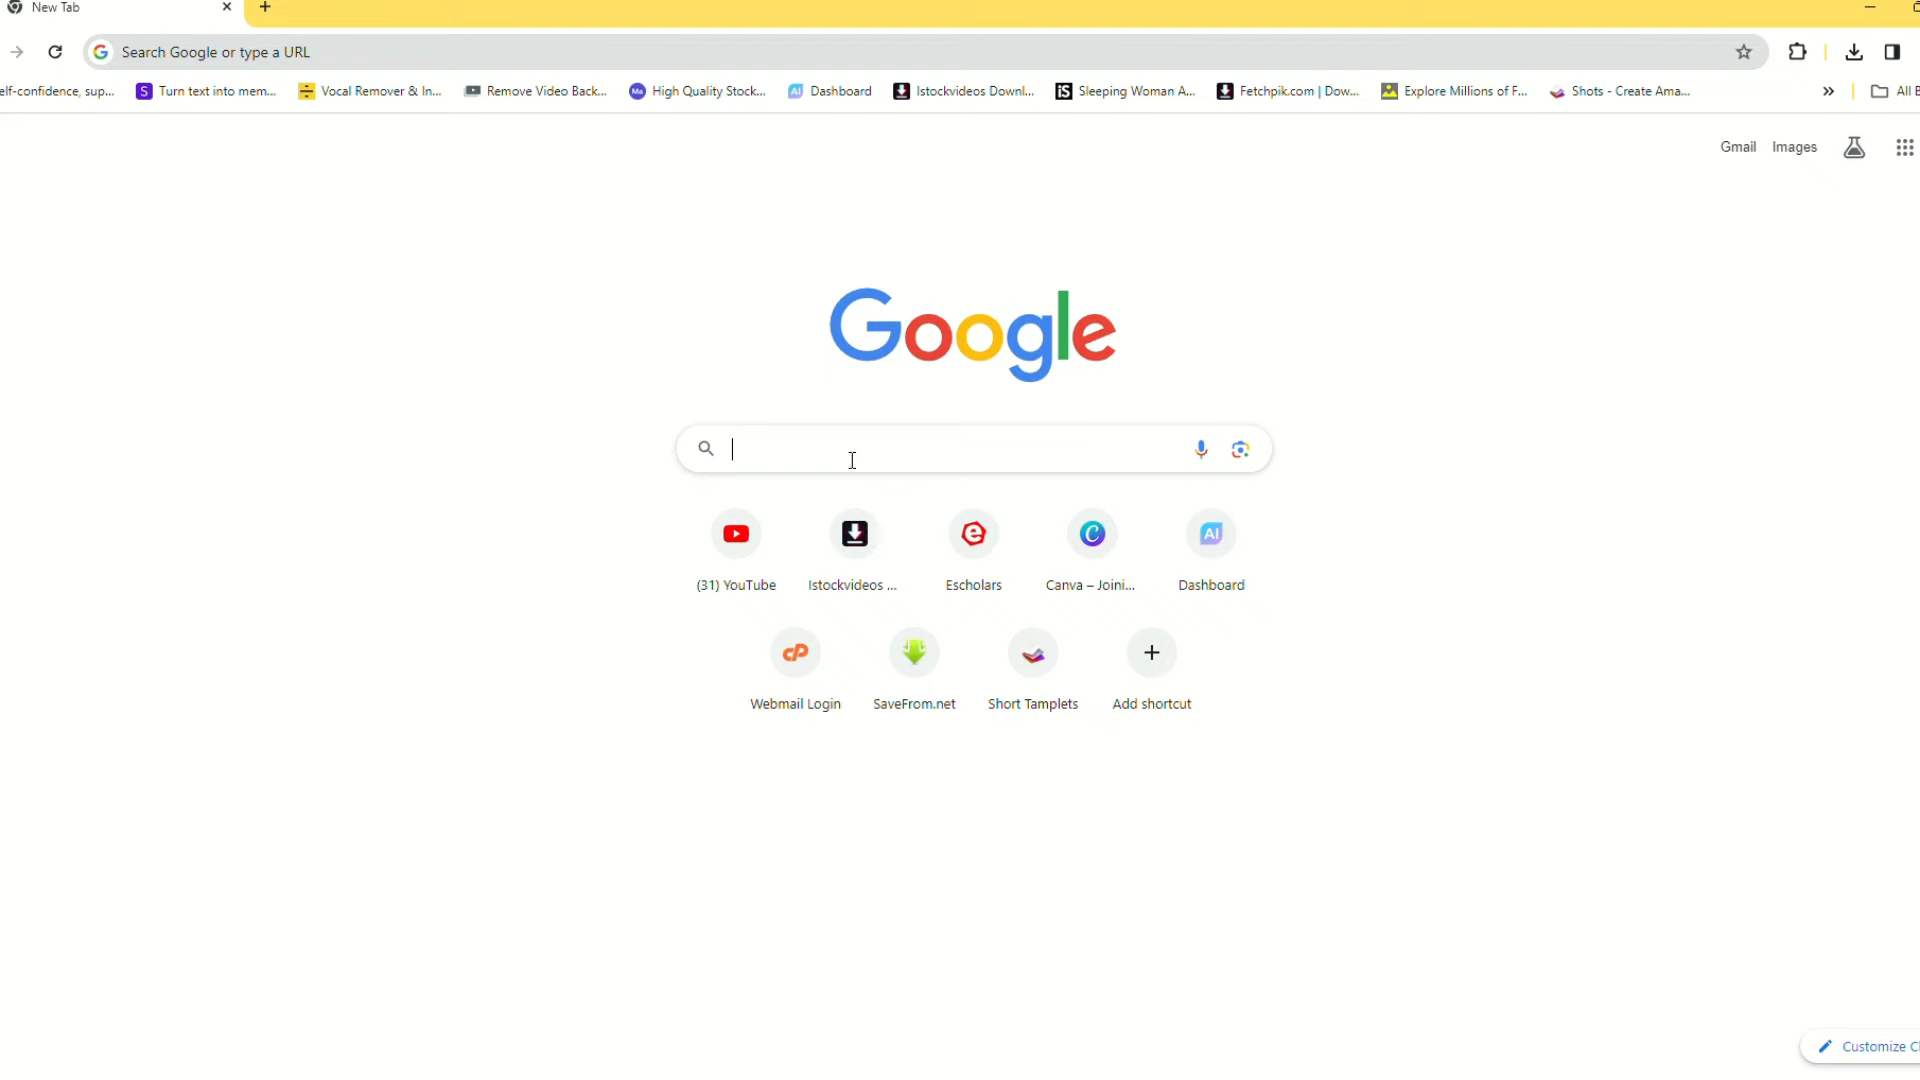 New Tab
Search Google or type a URL
elf-confidence, sup...
Turn text into mem...
Vocal Remover & In...
Remove Video Back...
High Quality Stock...
Dashboard
Istockvideos Downl...
Sleeping Woman A...
Fetchpik.com | Dow...
Explore Millions of F...
Shots - Create Ama...
All B
Gmail
Images
Google
(31) YouTube
Istockvideos ...
Escholars
Canva – Joini...
Dashboard
Webmail Login
SaveFrom.net
Short Tamplets
Add shortcut
Customize Cl